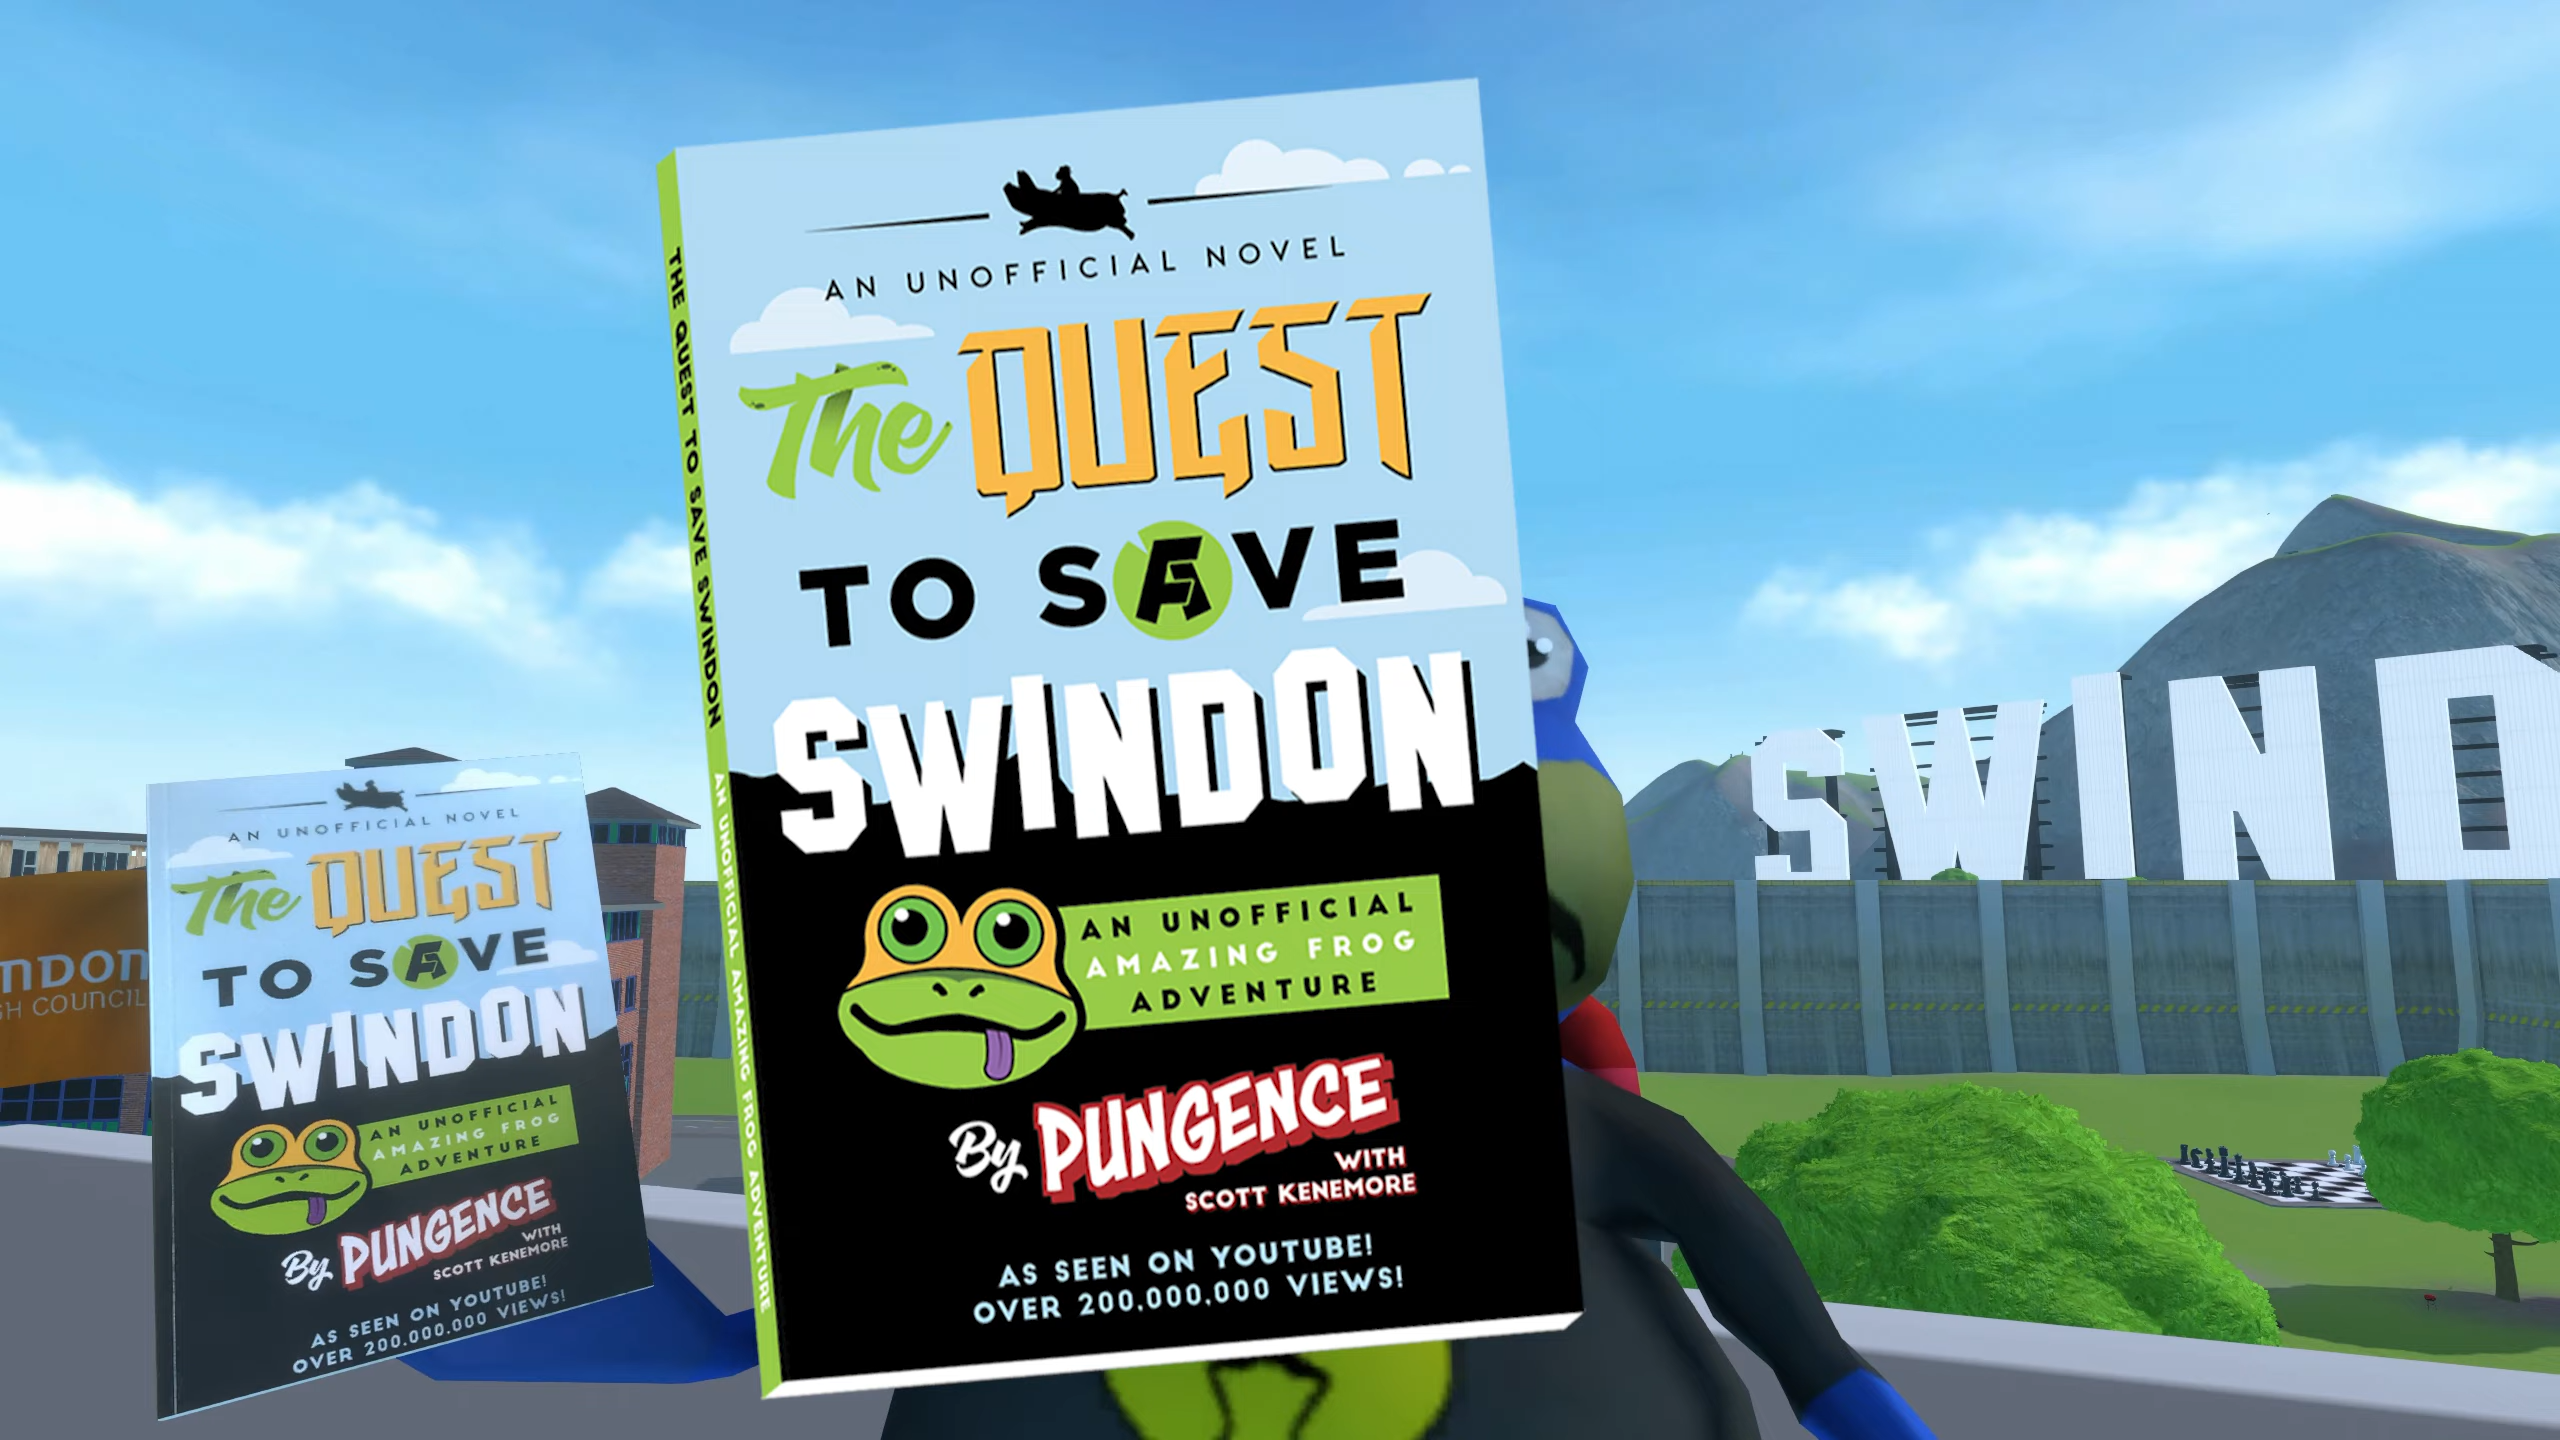 AN UNOFFICIAL NOVEL
The QUEST
TO SAVE
SWINDON
AN UNOFFICIAL
AMAZING FROG
ADVENTURE
By PUNGENCE
WITH
SCOTT KENEMORE
AS SEEN ON YOUTUBE!
OVER 200,000,000 VIEWS!
THE QUEST TO SAVE SWINDON AN UNOFFICIAL AMAZING FROG ADVENTURE
AN UNOFFICIAL NOVEL
The QUEST
TO SAVE
SWINDON
AN UNOFFICIAL
AMAZING FROG
ADVENTURE
By PUNGENCE
WITH
SCOTT KENEMORE
AS SEEN ON YOUTUBE!
OVER 200,000,000 VIEWS!
NDON
GH COUNCIL
SWIND